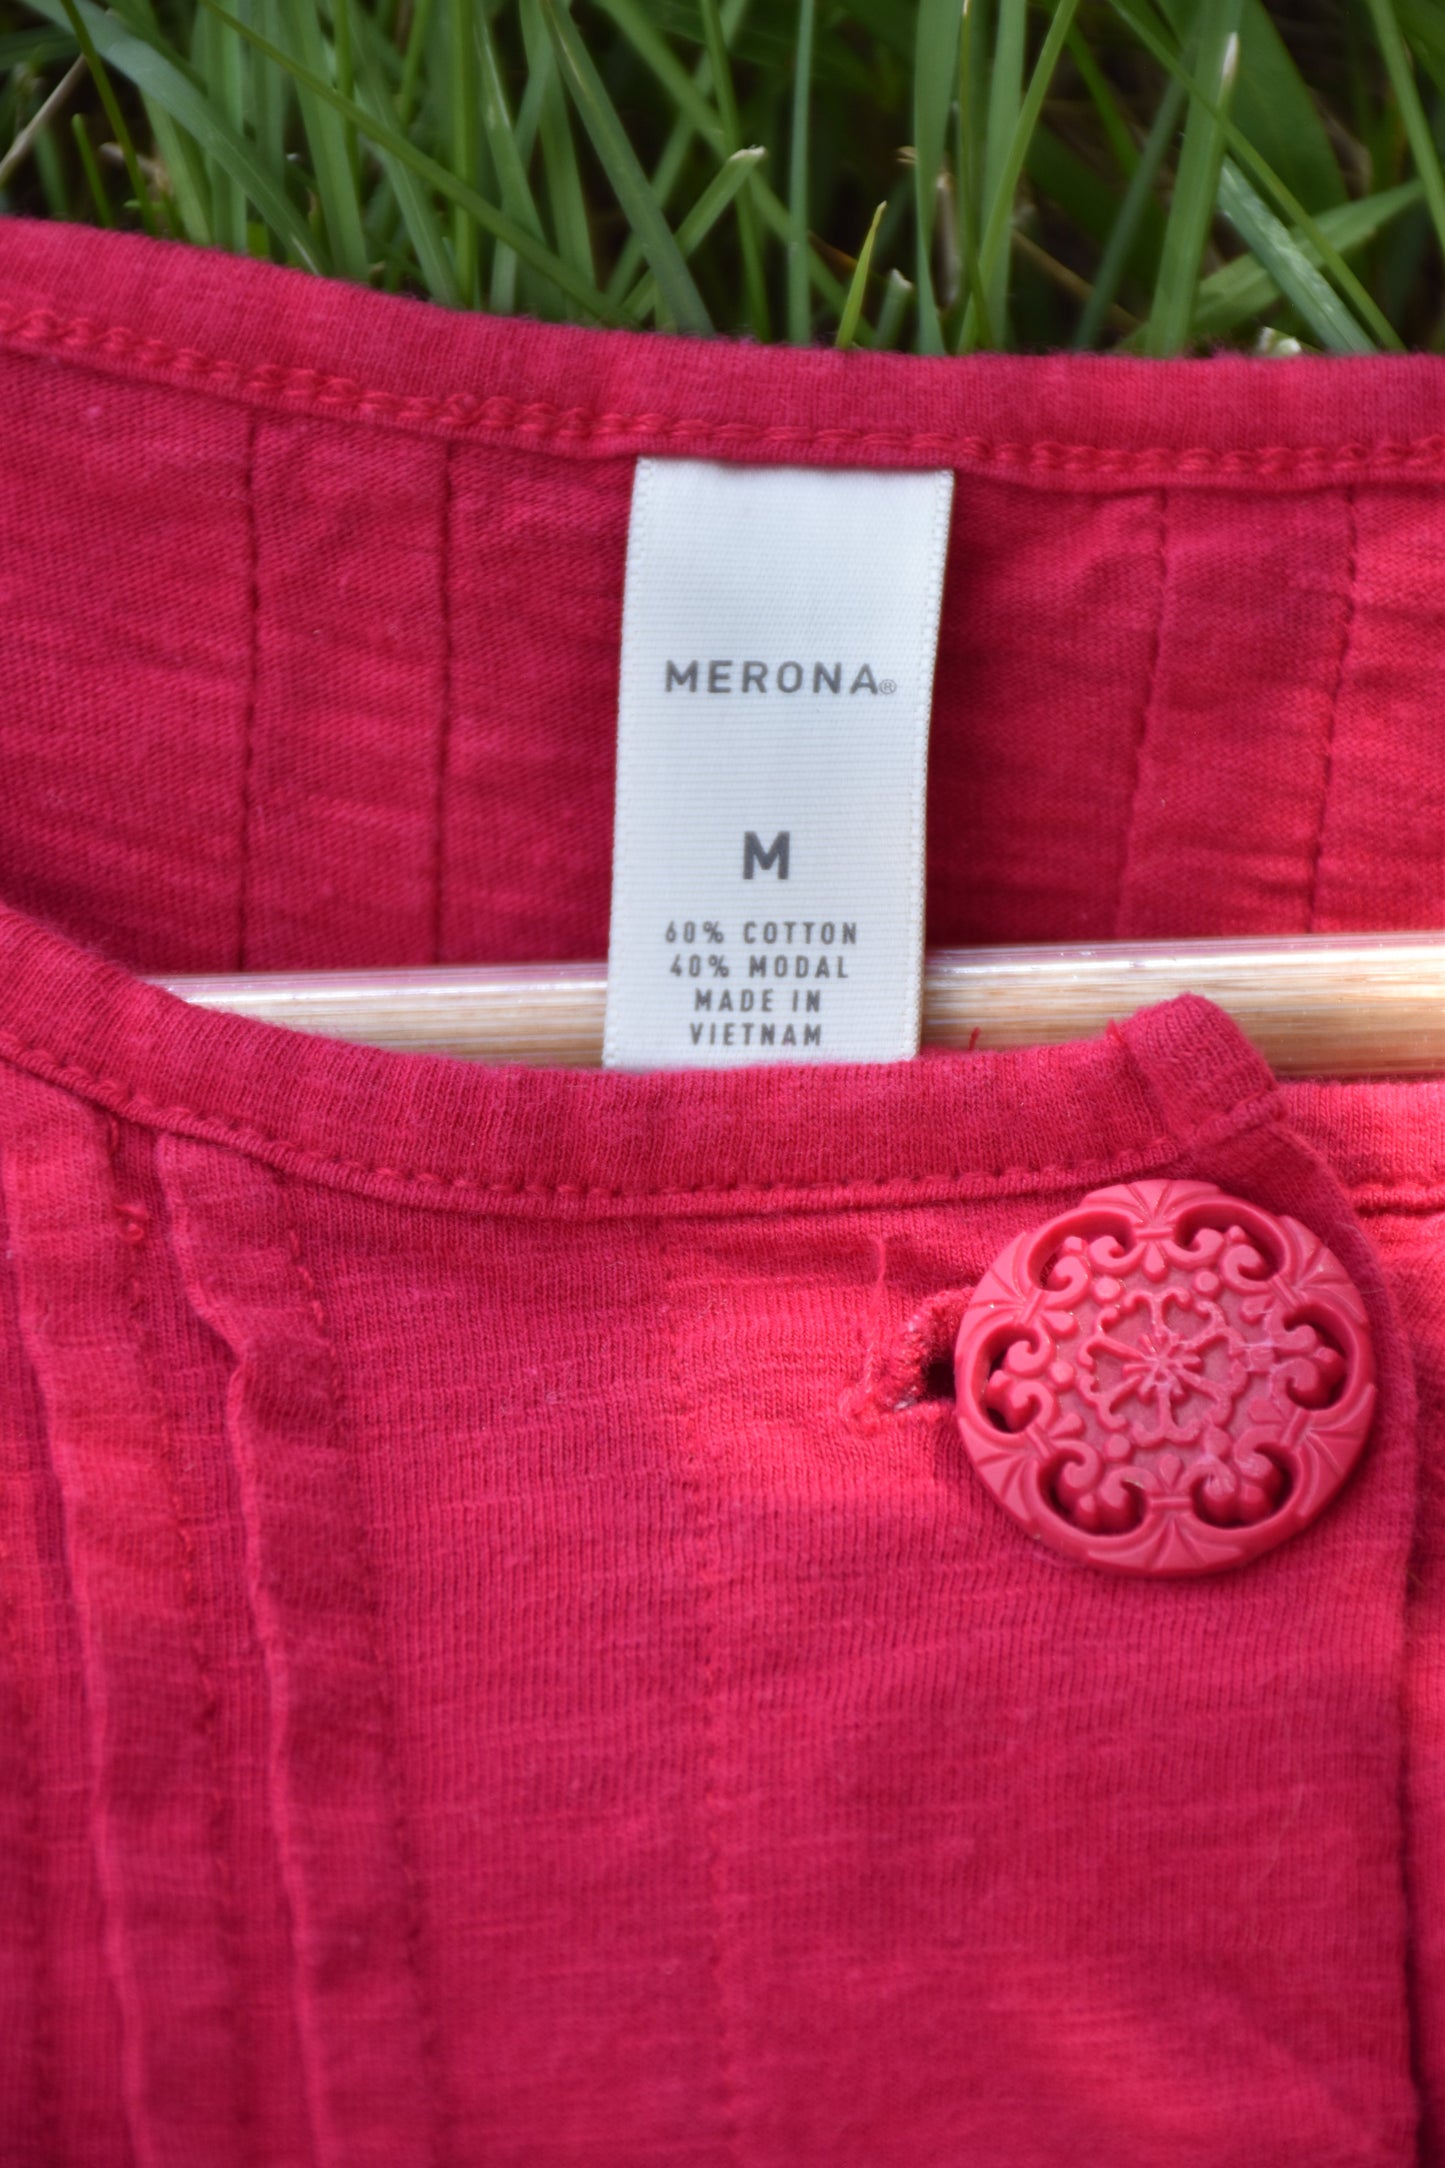 MERONA®
M
60% COTTON
40% MODAL
MADE IN
VIETNAM